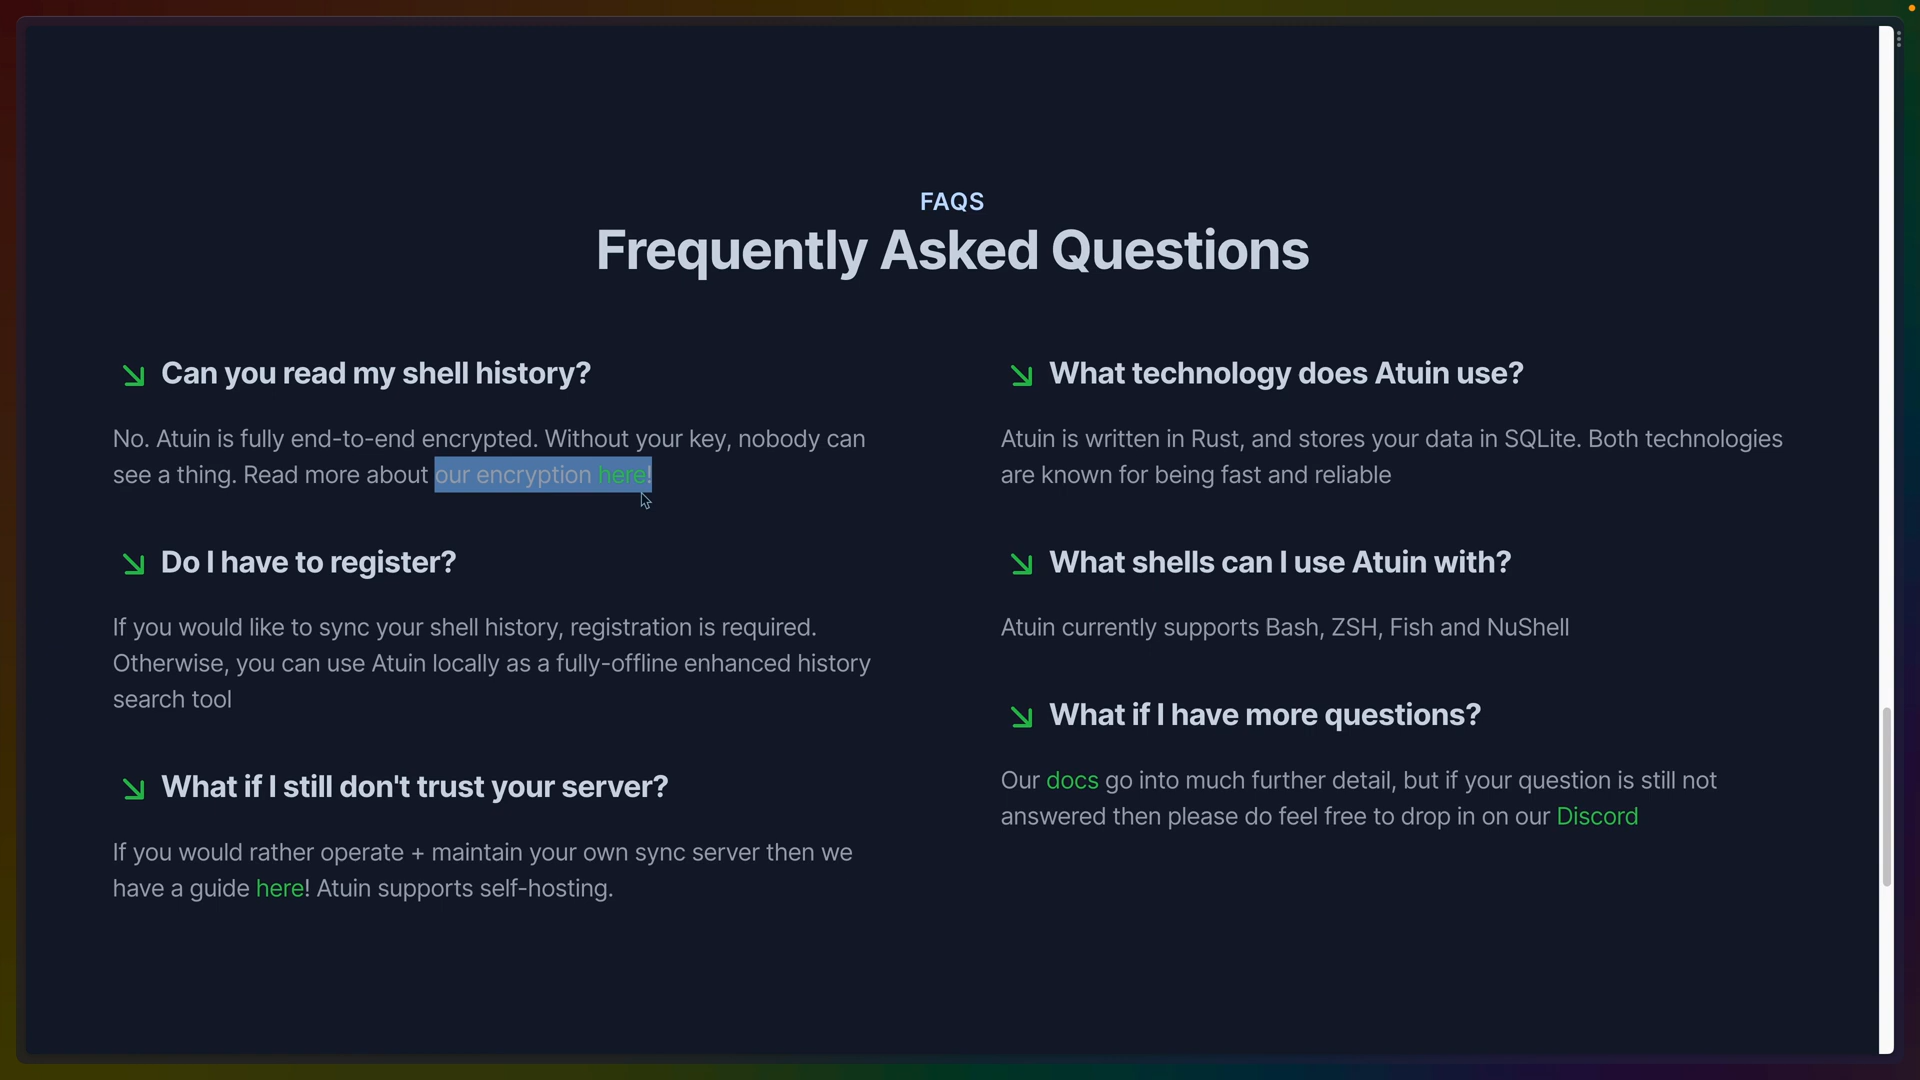 FAQS
Frequently Asked Questions
Can you read my shell history?
No. Atuin is fully end-to-end encrypted. Without your key, nobody can
see a thing. Read more about our encryption here!
Do I have to register?
If you would like to sync your shell history, registration is required.
Otherwise, you can use Atuin locally as a fully-offline enhanced history
search tool
What if I still don't trust your server?
If you would rather operate + maintain your own sync server then we
have a guide here! Atuin supports self-hosting.
What technology does Atuin use?
Atuin is written in Rust, and stores your data in SQLite. Both technologies
are known for being fast and reliable
What shells can I use Atuin with?
Atuin currently supports Bash, ZSH, Fish and NuShell
What if I have more questions?
Our docs go into much further detail, but if your question is still not
answered then please do feel free to drop in on our Discord